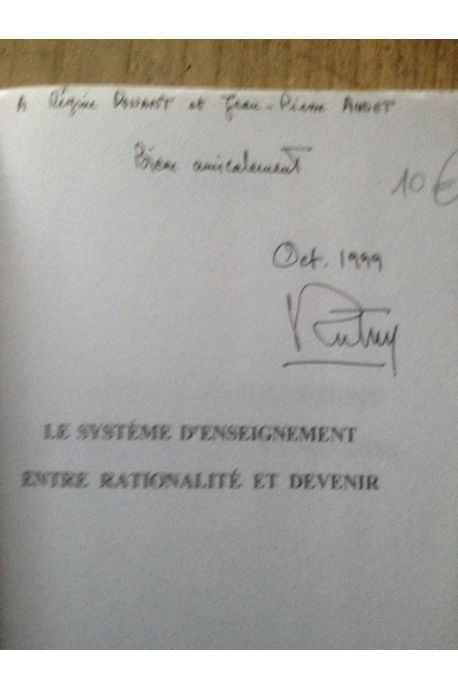 A Régine et Jean-Pierre
Bien amicalement
10 €
Oct. 1999
LE SYSTÈME D'ENSEIGNEMENT
ENTRE RATIONALITÉ ET DEVENIR